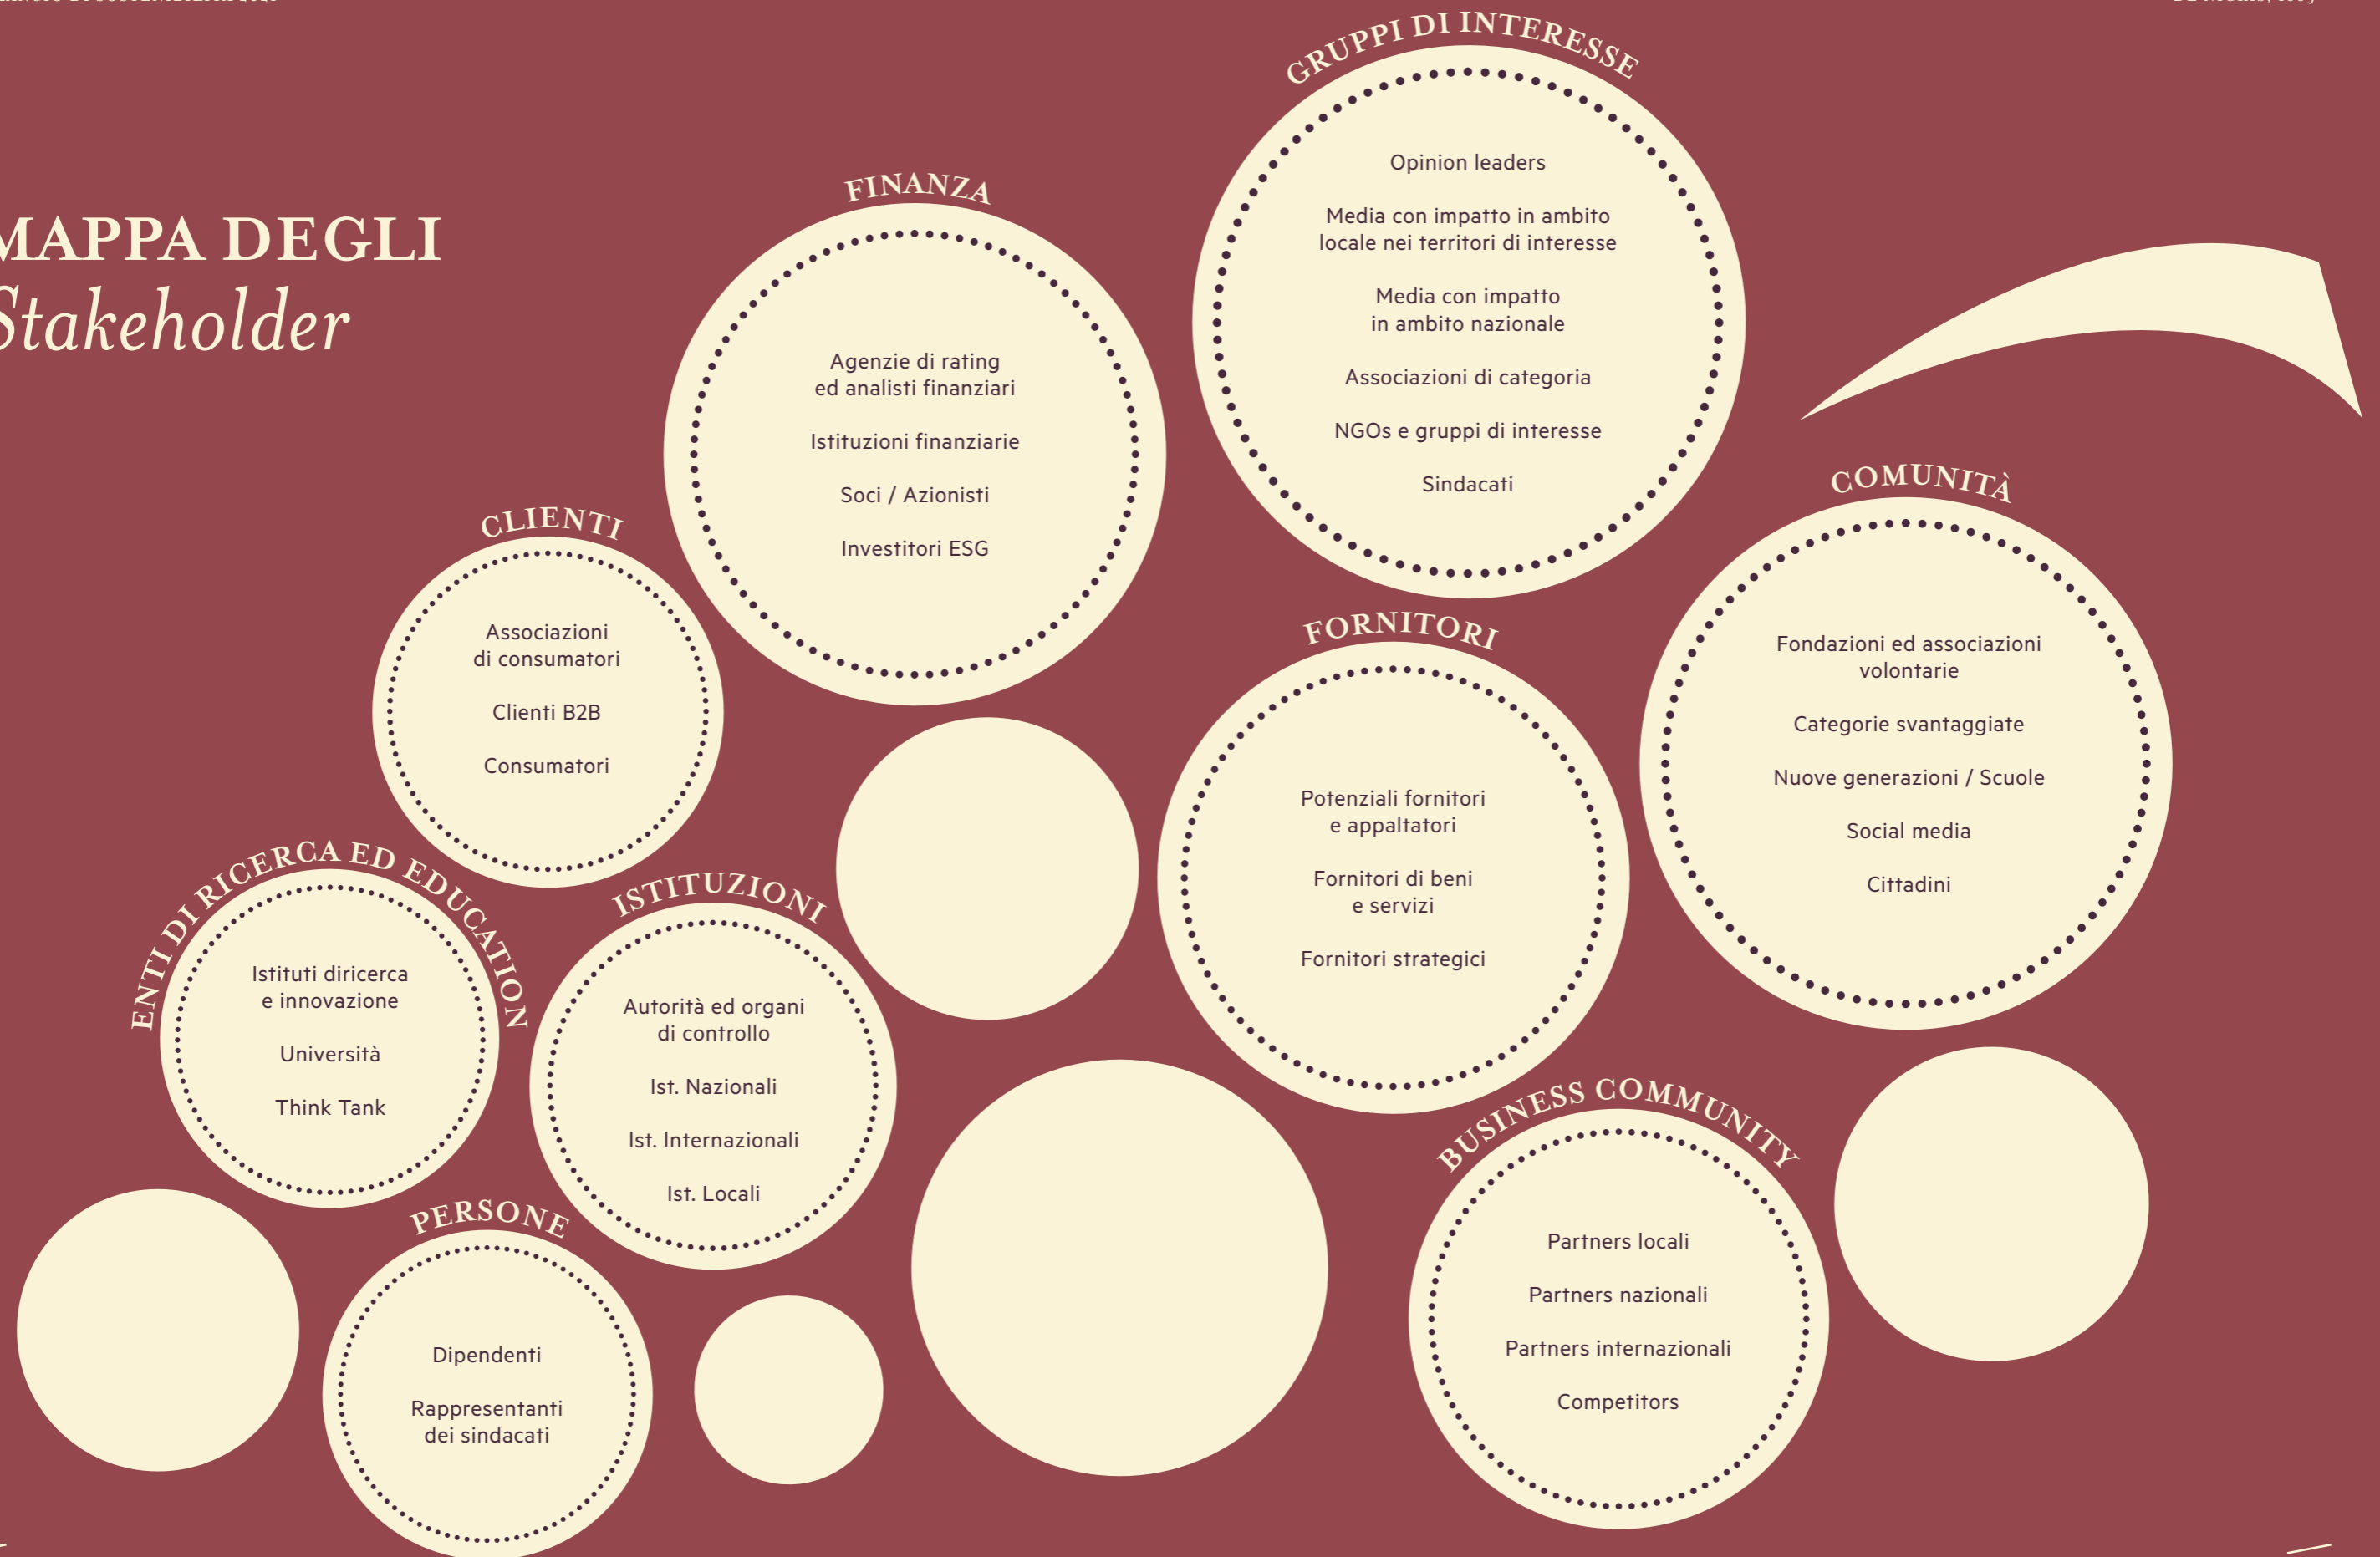 MAPPA DEGLI
Stakeholder
GRUPPI DI INTERESSE
Opinion leaders
Media con impatto in ambito
locale nei territori di interesse
Media con impatto
in ambito nazionale
Associazioni di categoria
NGOs e gruppi di interesse
Sindacati
FINANZA
Agenzie di rating
ed analisti finanziari
Istituzioni finanziarie
Soci / Azionisti
Investitori ESG
COMUNITÀ
Fondazioni ed associazioni
volontarie
Categorie svantaggiate
Nuove generazioni / Scuole
Social media
Cittadini
CLIENTI
Associazioni
di consumatori
Clienti B2B
Consumatori
FORNITORI
Potenziali fornitori
e appaltatori
Fornitori di beni
e servizi
Fornitori strategici
ENTI DI RICERCA ED EDUCATION
Istituti diricerca
e innovazione
Università
Think Tank
ISTITUZIONI
Autorità ed organi
di controllo
Ist. Nazionali
Ist. Internazionali
Ist. Locali
BUSINESS COMMUNITY
Partners locali
Partners nazionali
Partners internazionali
Competitors
PERSONE
Dipendenti
Rappresentanti
dei sindacati